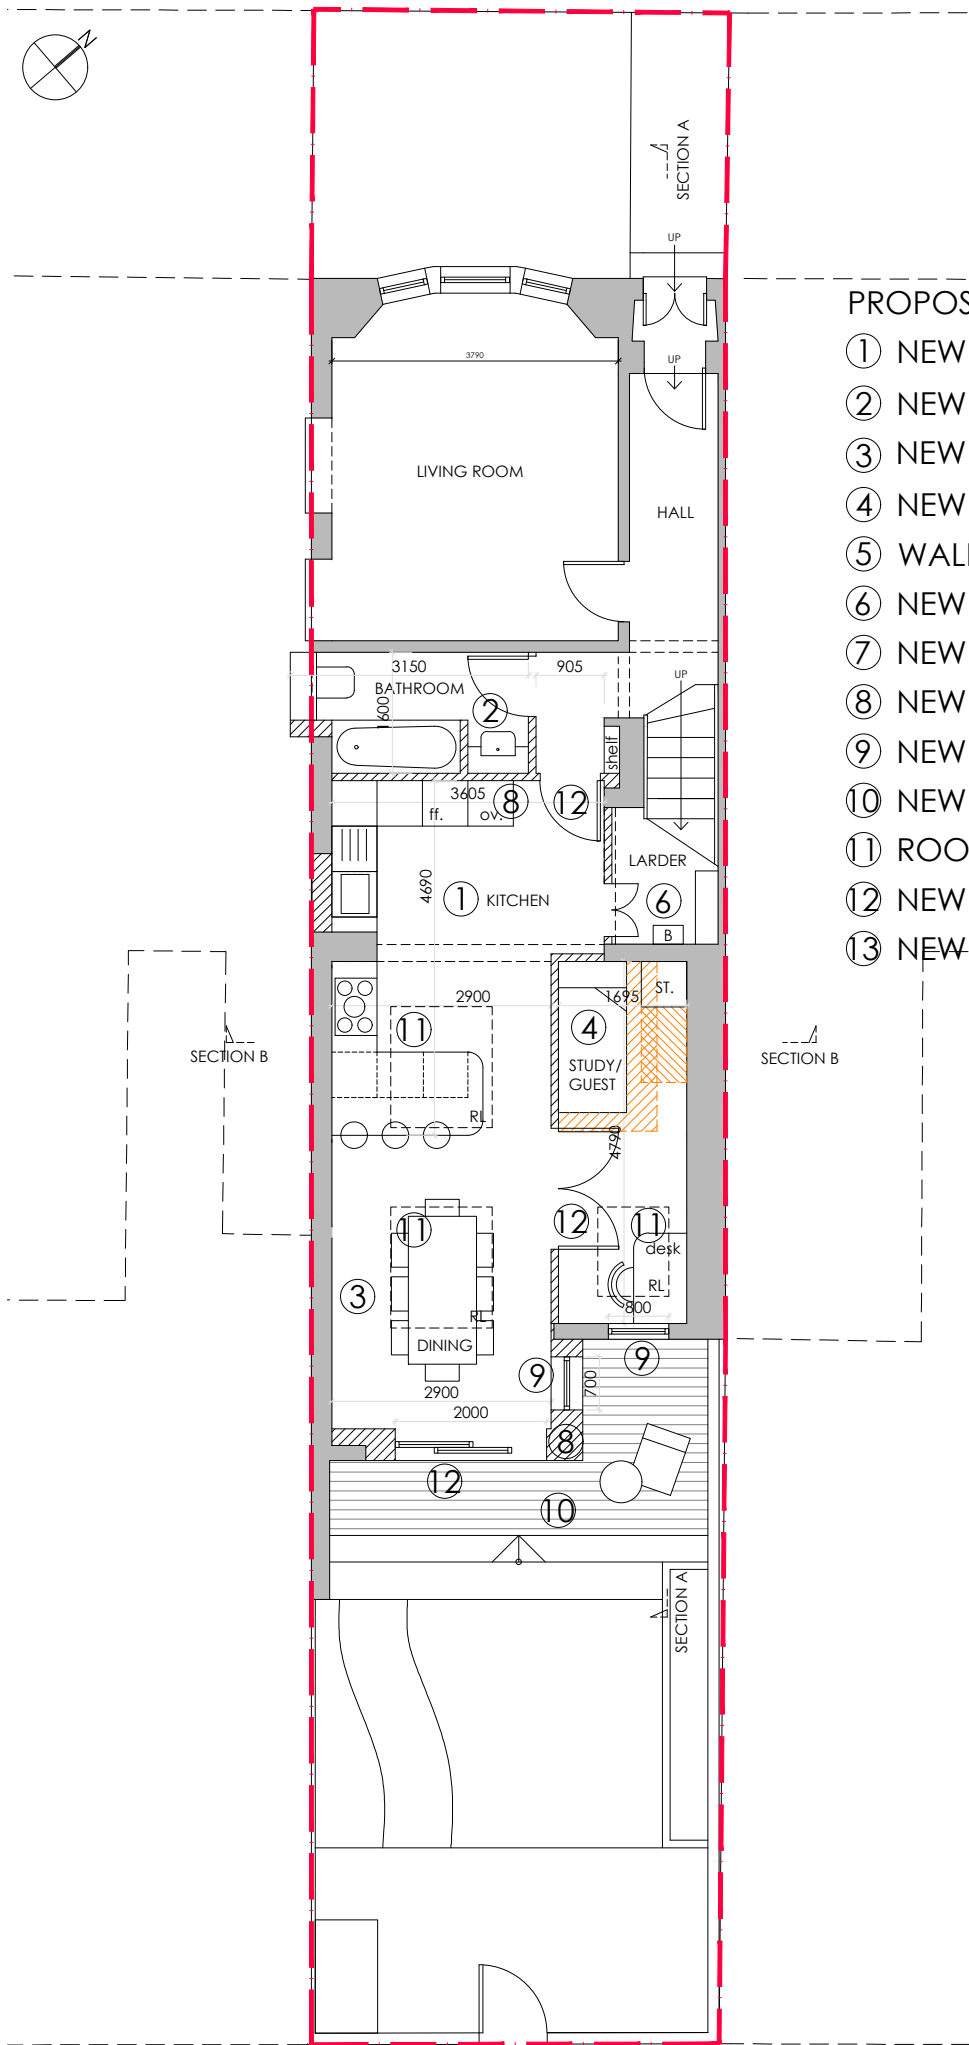 N
SECTION A
UP
PROPOS
① NEW
UP
3790
② NEW
③ NEW
LIVING ROOM
④ NEW
HALL
⑤ WALL
⑥ NEW
⑦ NEW
3150
905
UP
BATHROOM
②
1600
⑧ NEW
shelf
⑨ NEW
3605
⑧
⑫
⑩ NEW
ff.
ov.
⑪ ROO
LARDER
4690
① KITCHEN
⑥
⑫ NEW
B
⑬ NEW
2900
1695
ST.
⑪
④
SECTION B
STUDY/
GUEST
SECTION B
RL
4790
⑪
⑫
⑪
desk
③
RL
800
RL
DINING
⑨
⑨
700
2900
2000
⑧
⑫
⑩
SECTION A